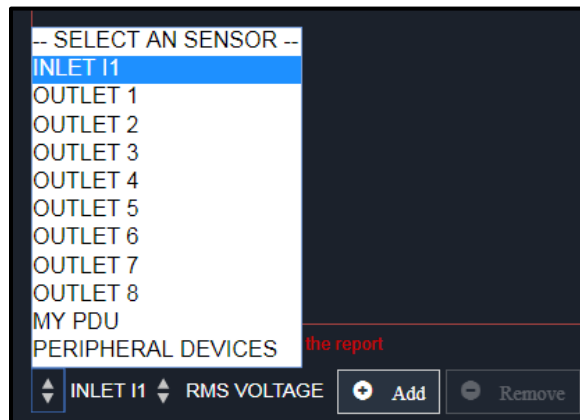 -- SELECT AN SENSOR --
INLET I1
OUTLET 1
OUTLET 2
OUTLET 3
OUTLET 4
OUTLET 5
OUTLET 6
OUTLET 7
OUTLET 8
MY PDU
PERIPHERAL DEVICES
the report
INLET I1 RMS VOLTAGE Add Remove